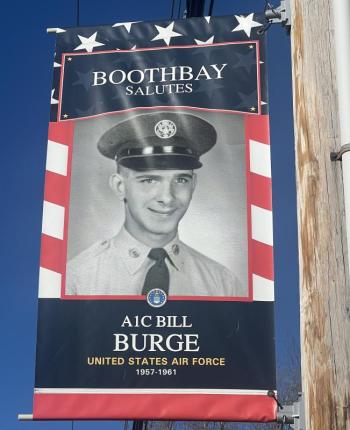 BOOTHBAY
SALUTES
A1C BILL
BURGE
UNITED STATES AIR FORCE
1957-1961